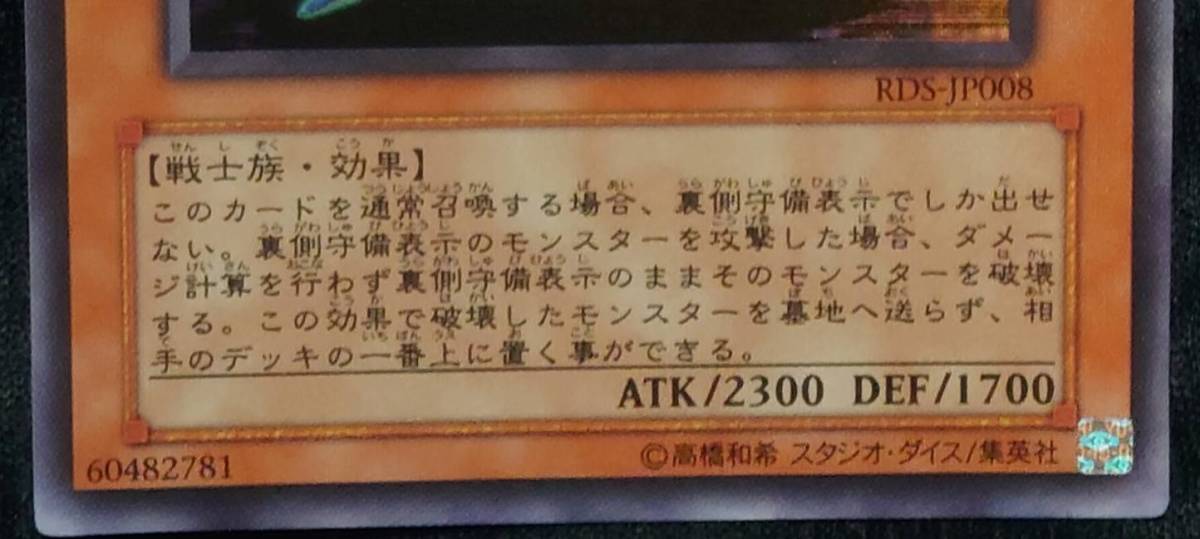 RDS-JP008
【戦士族・効果】
このカードを通常召喚する場合、裏側守備表示でしか出せ
ない。裏側守備表示のモンスターを攻撃した場合、ダメー
ジ計算を行わず裏側守備表示のままそのモンスターを破壊
する。この効果で破壊したモンスターを墓地へ送らず、相
手のデッキの一番上に置く事ができる。
ATK/2300 DEF/1700
60482781 ©高橋和希 スタジオ・ダイス/集英社